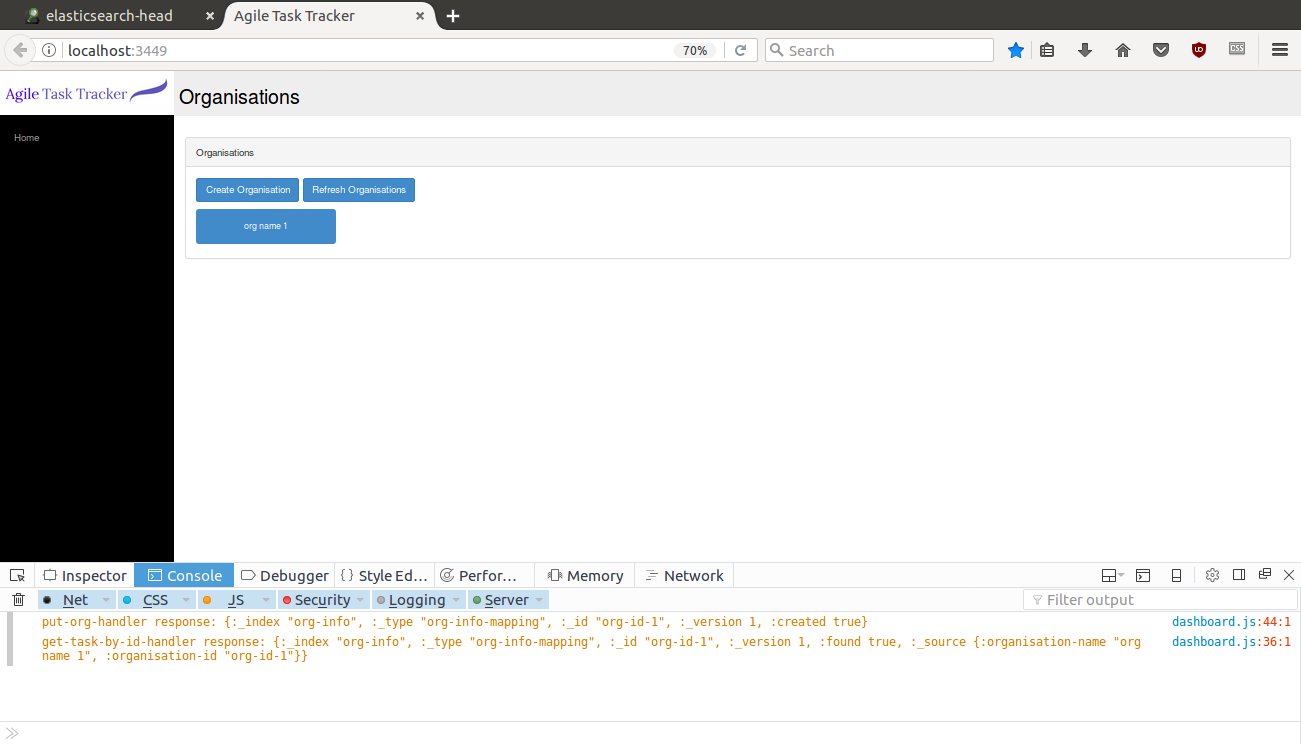 elasticsearch-head
Agile Task Tracker
localhost:3449
70%
Search
CSS
Agile Task Tracker
Organisations
Home
Organisations
Create Organisation Refresh Organisations
org name 1
Inspector Console Debugger { } Style Ed… Perfor… Memory Network
Net CSS JS Security Logging Server Filter output
put-org-handler response: {:_index "org-info", :_type "org-info-mapping", :_id "org-id-1", :_version 1, :created true} dashboard.js:44:1
get-task-by-id-handler response: {:_index "org-info", :_type "org-info-mapping", :_id "org-id-1", :_version 1, :found true, :_source {:organisation-name "org dashboard.js:36:1
name 1", :organisation-id "org-id-1"}}